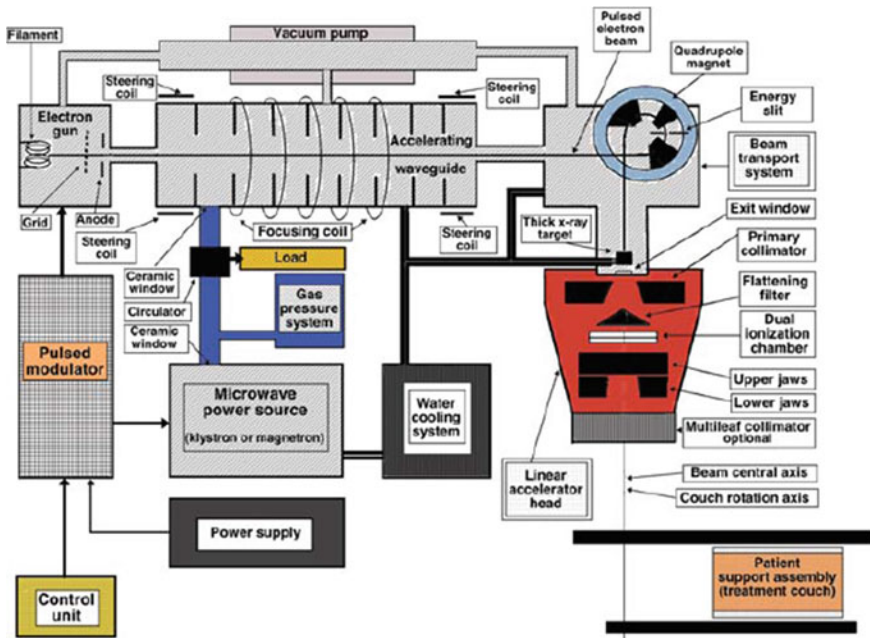 Filament
Vacuum pump
Pulsed
electron
beam
Quadrupole
magnet
Steering
coil
Steering
coil
Energy
slit
Electron
gun
Accelerating
waveguide
Beam
transport
system
Grid
Anode
Steering
coil
Focusing coil
Steering
coil
Thick x-ray
target
Exit window
Primary
collimator
Ceramic
window
Load
Circulator
Gas
pressure
system
Flattening
filter
Ceramic
window
Dual
ionization
chamber
Pulsed
modulator
Microwave
power source
(klystron or magnetron)
Water
cooling
system
Upper jaws
Lower jaws
Multileaf collimator
optional
Linear
accelerator
head
Beam central axis
Couch rotation axis
Power supply
Control
unit
Patient
support assembly
(treatment couch)